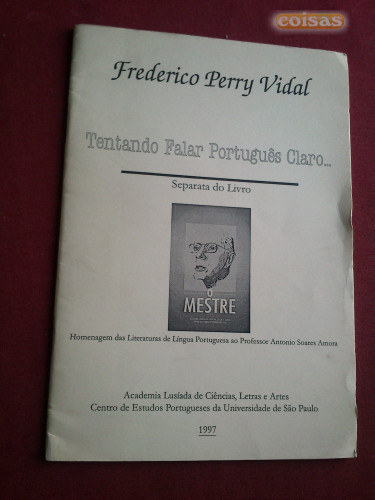 coisas
Frederico Perry Vidal
Tentando Falar Português Claro...
Separata do Livro
O
MESTRE
Homenagem das Literaturas de Língua Portuguesa ao Professor Antonio Soares Amora
Academia Lusíada de Ciências, Letras e Artes
Centro de Estudos Portugueses da Universidade de São Paulo
1997